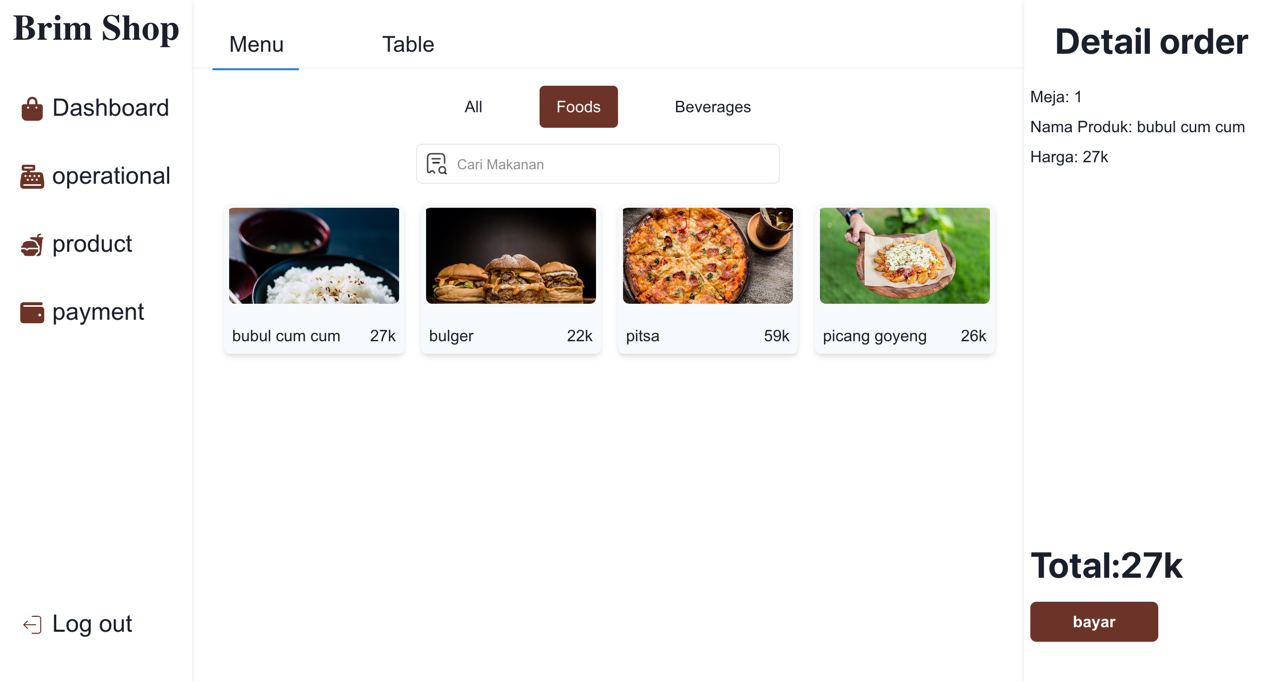 Brim Shop
Dashboard
operational
product
payment
Log out
Menu
Table
All
Foods
Beverages
Cari Makanan
bubul cum cum 27k
bulger 22k
pitsa 59k
picang goyeng 26k
Detail order
Meja: 1
Nama Produk: bubul cum cum
Harga: 27k
Total:27k
bayar